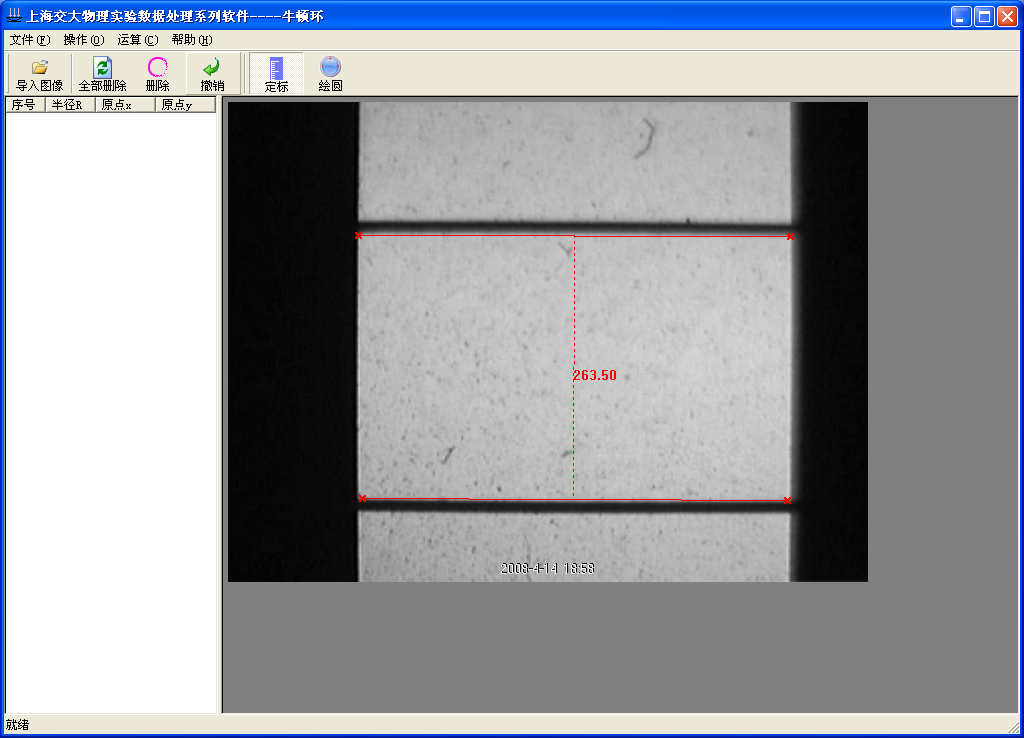 上海交大物理实验数据处理系列软件----牛顿环
文件(F) 操作(O) 运算(C) 帮助(H)
导入图像 全部删除 删除 撤销 定标 绘圆
序号 半径R 原点x 原点y
263.50
2008-4-14 18:58
就绪